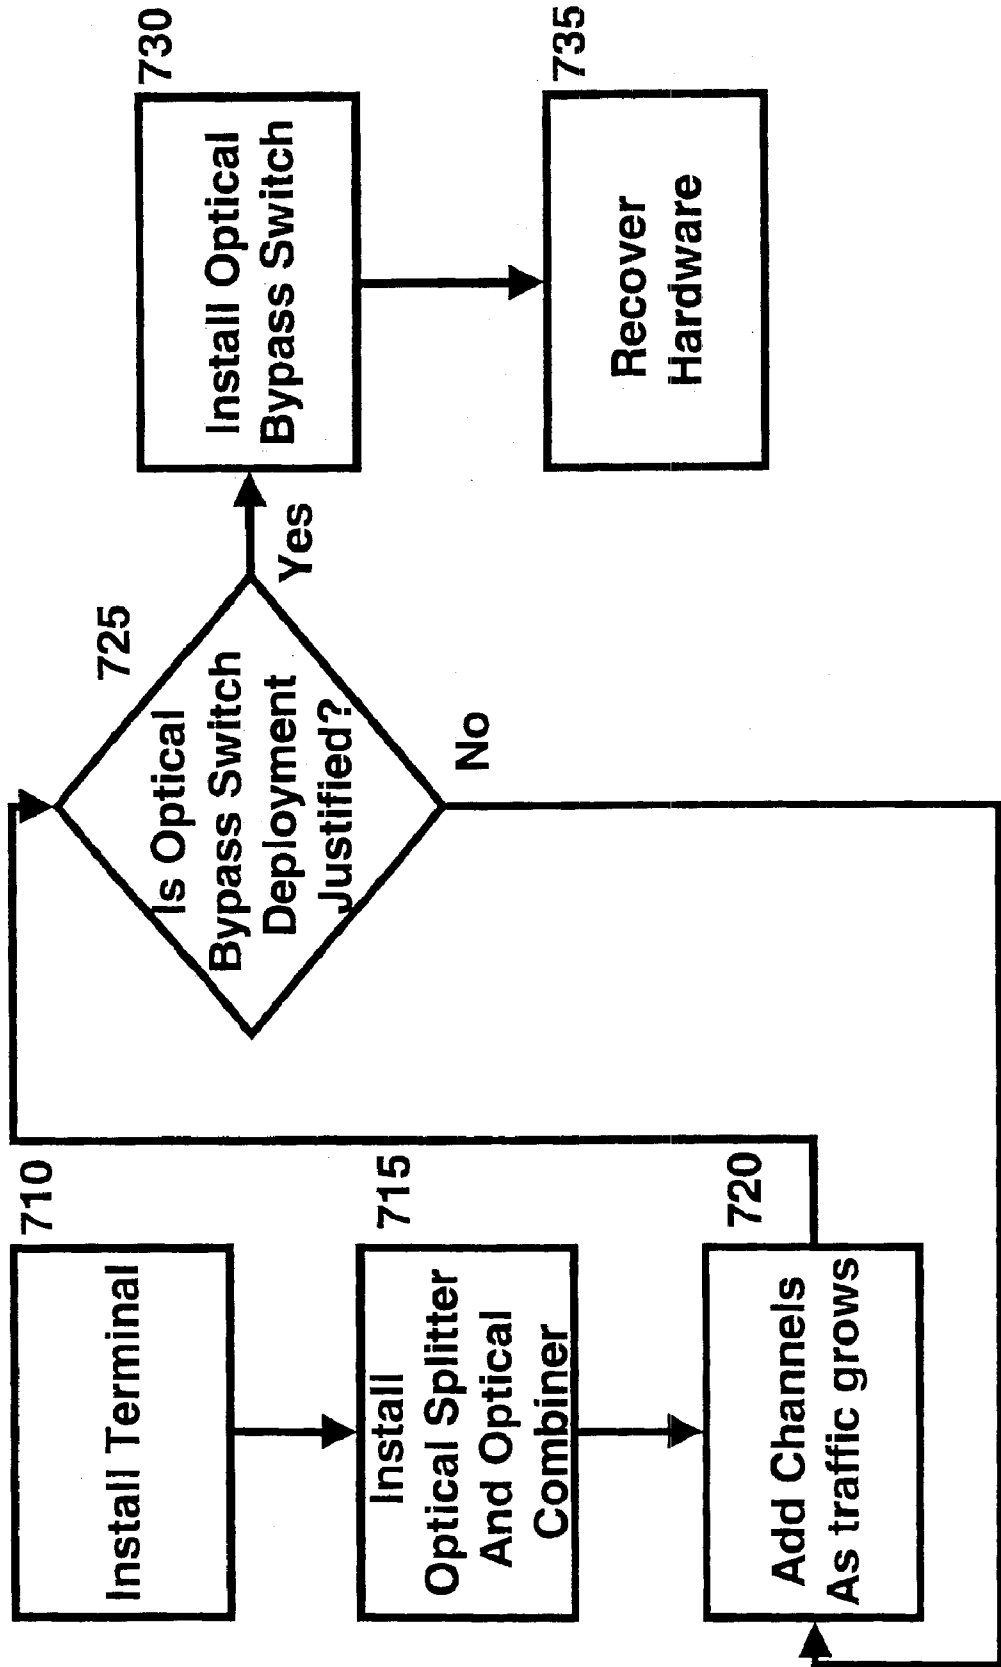 710
Install Terminal
715
Install
Optical Splitter
And Optical
Combiner
720
Add Channels
As traffic grows
725
Is Optical
Bypass Switch
Deployment
Justified?
Yes
No
730
Install Optical
Bypass Switch
735
Recover
Hardware